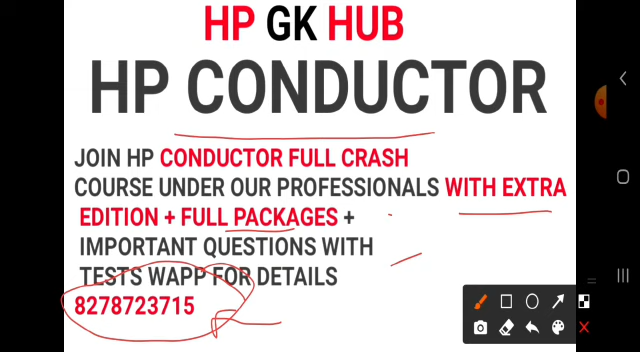 HP GK HUB
HP CONDUCTOR
JOIN HP CONDUCTOR FULL CRASH
COURSE UNDER OUR PROFESSIONALS WITH EXTRA
EDITION + FULL PACKAGES +
IMPORTANT QUESTIONS WITH
TESTS WAPP FOR DETAILS
8278723715